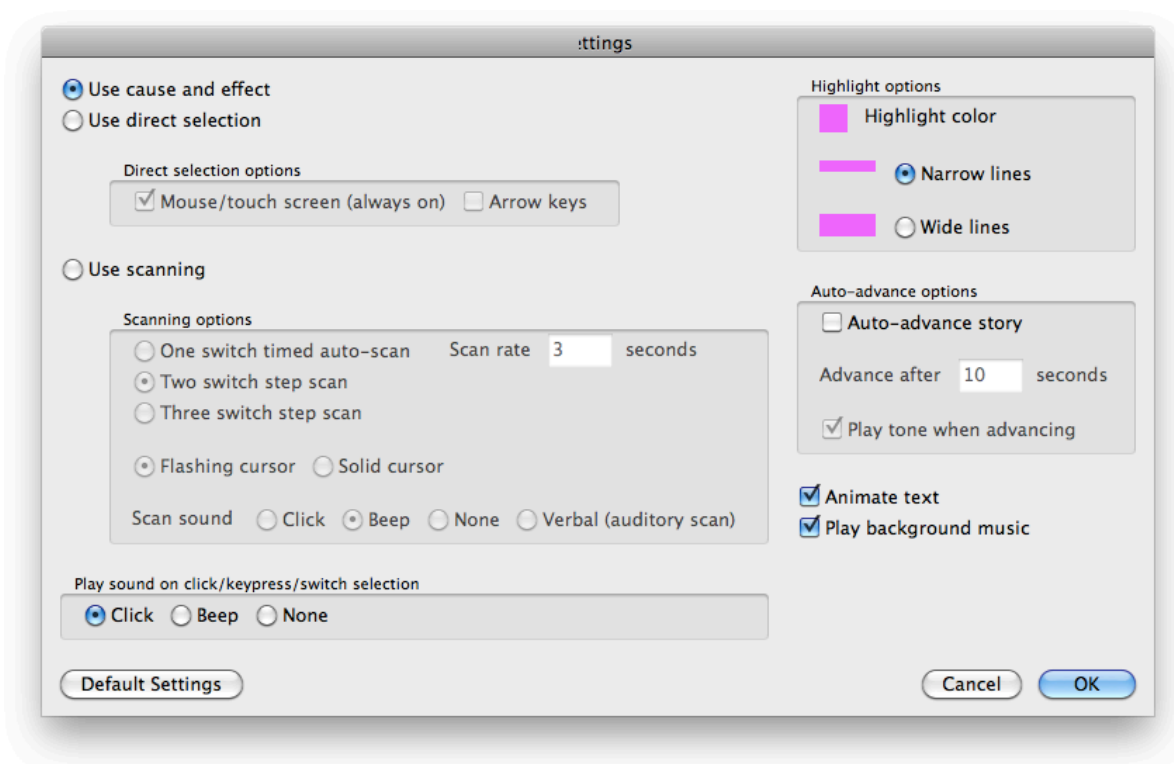 ttings
Use cause and effect
Use direct selection
Direct selection options
Mouse/touch screen (always on) Arrow keys
Use scanning
Scanning options
One switch timed auto-scan Scan rate 3 seconds
Two switch step scan
Three switch step scan
Flashing cursor Solid cursor
Scan sound Click Beep None Verbal (auditory scan)
Play sound on click/keypress/switch selection
Click Beep None
Highlight options
Highlight color
Narrow lines
Wide lines
Auto-advance options
Auto-advance story
Advance after 10 seconds
Play tone when advancing
Animate text
Play background music
Default Settings Cancel OK